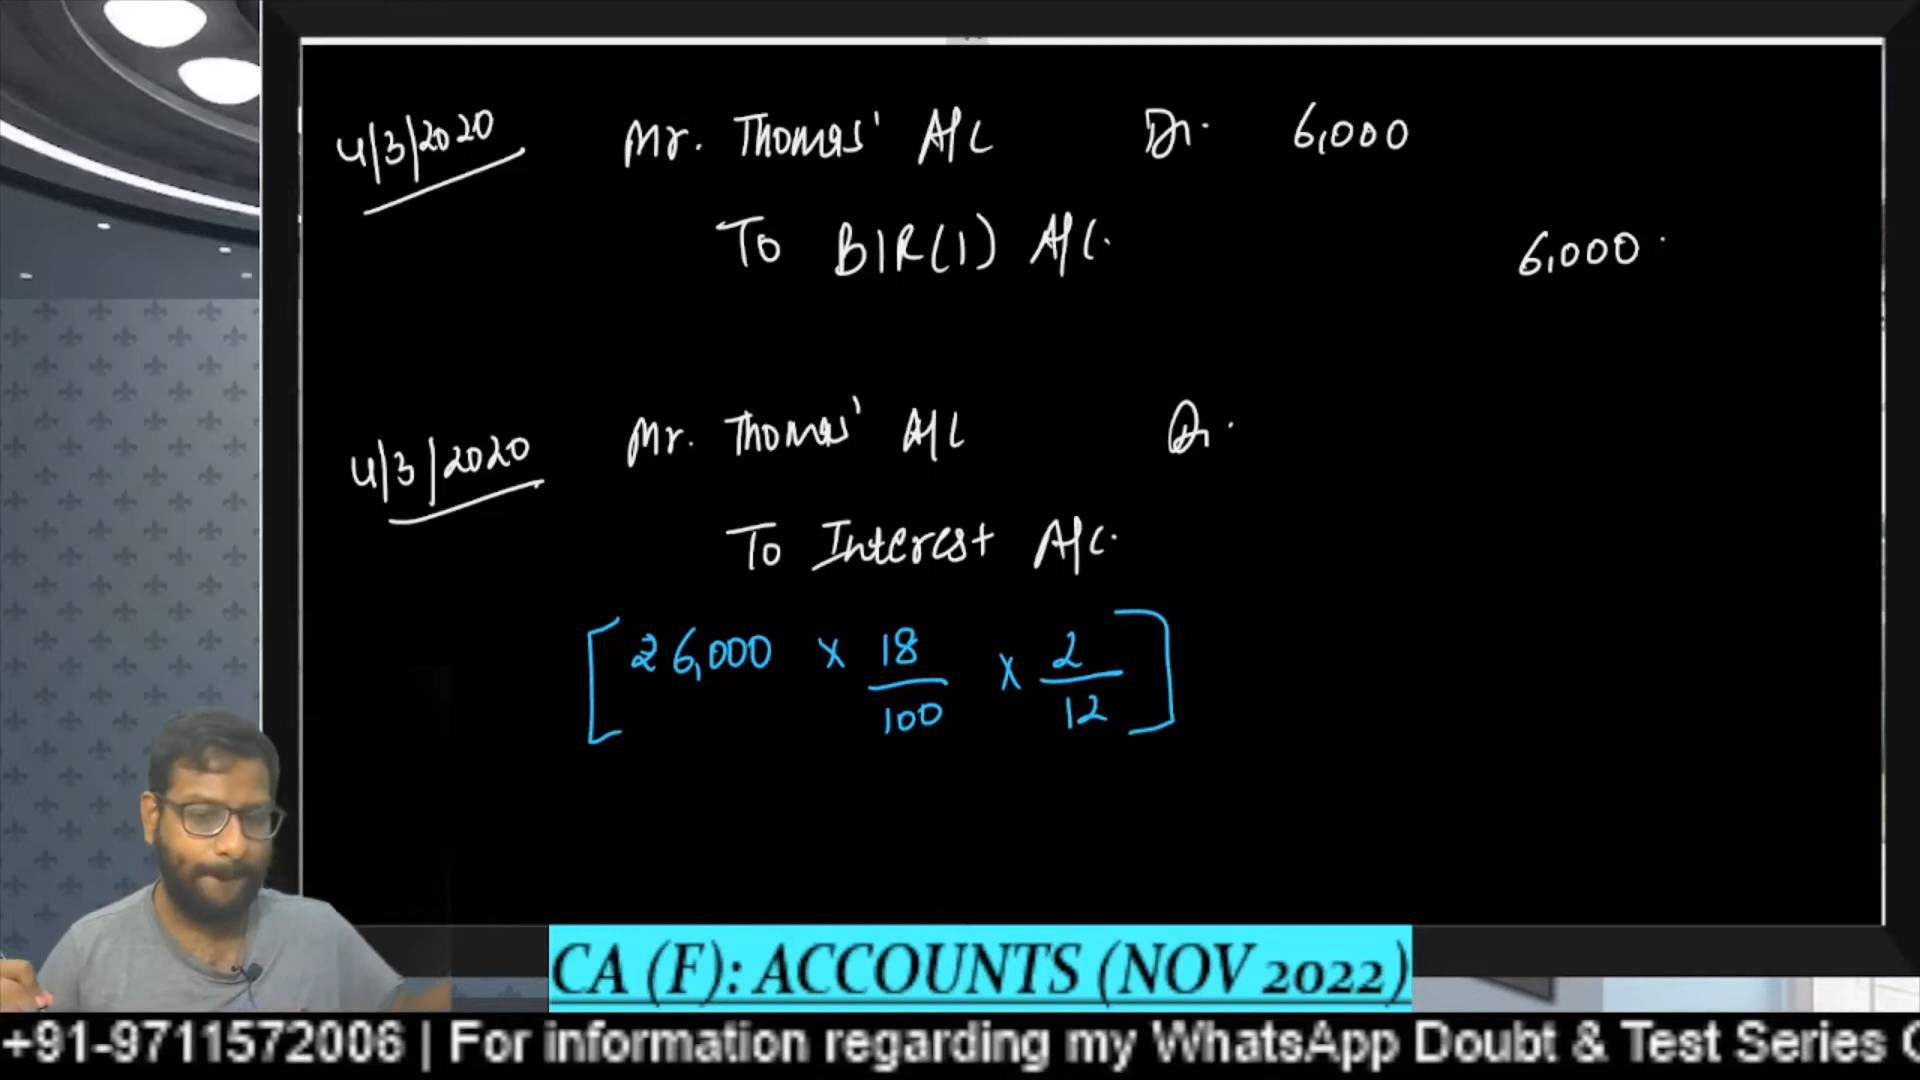 4/3/2020 Mr. Thomas' A/C Dr. 6,000
To B/R(1) A/C. 6,000
4/3/2020 Mr. Thomas' A/C Dr.
To Interest A/C.
[26,000 x 18/100 x 2/12]
CA (F): ACCOUNTS (NOV 2022)
+91-9711572006 | For information regarding my WhatsApp Doubt & Test Series